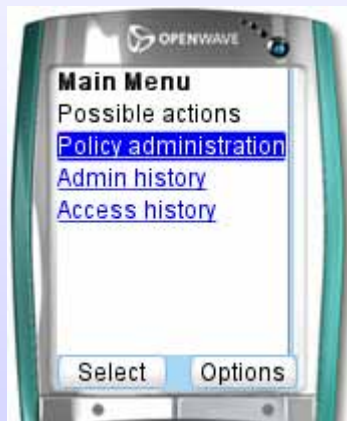 OPENWAVE
Main Menu
Possible actions
Policy administration
Admin history
Access history
Select Options